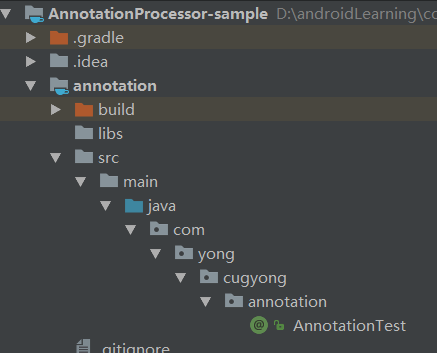 AnnotationProcessor-sample D:\androidLearning\co
.gradle
.idea
annotation
build
libs
src
main
java
com
yong
cugyong
annotation
@ AnnotationTest
.gitignore